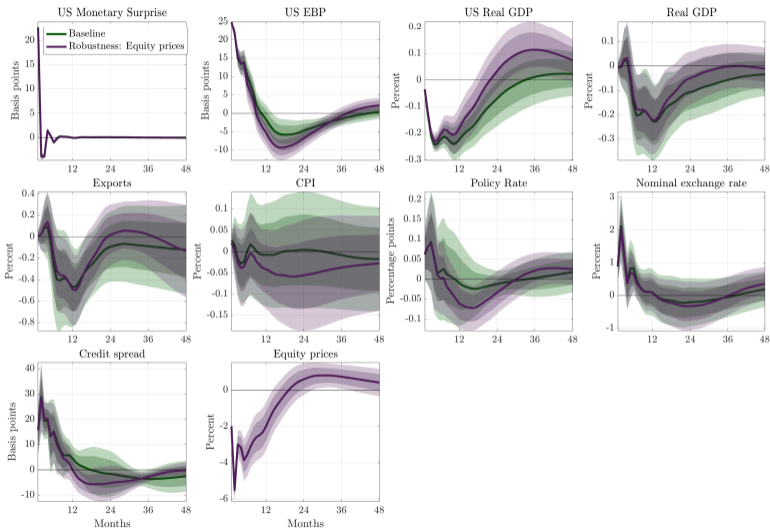 US Monetary Surprise
US EBP
US Real GDP
Real GDP
Basis points
20
15
10
5
0
12 24 36 48
Baseline
Robustness: Equity prices
Basis points
25
20
15
10
5
0
-5
-10
12 24 36 48
Percent
0.2
0.1
0
-0.1
-0.2
-0.3
12 24 36 48
Percent
0.1
0
-0.1
-0.2
-0.3
12 24 36 48
Exports
CPI
Policy Rate
Nominal exchange rate
Percent
0.4
0.2
0
-0.2
-0.4
-0.6
-0.8
12 24 36 48
Percent
0.1
0.05
0
-0.05
-0.1
-0.15
12 24 36 48
Percentage points
0.2
0.15
0.1
0.05
0
-0.05
-0.1
12 24 36 48
Percent
3
2
1
0
-1
12 24 36 48
Credit spread
Equity prices
Basis points
40
30
20
10
0
-10
12 24 36 48
Months
Percent
0
-2
-4
-6
12 24 36 48
Months